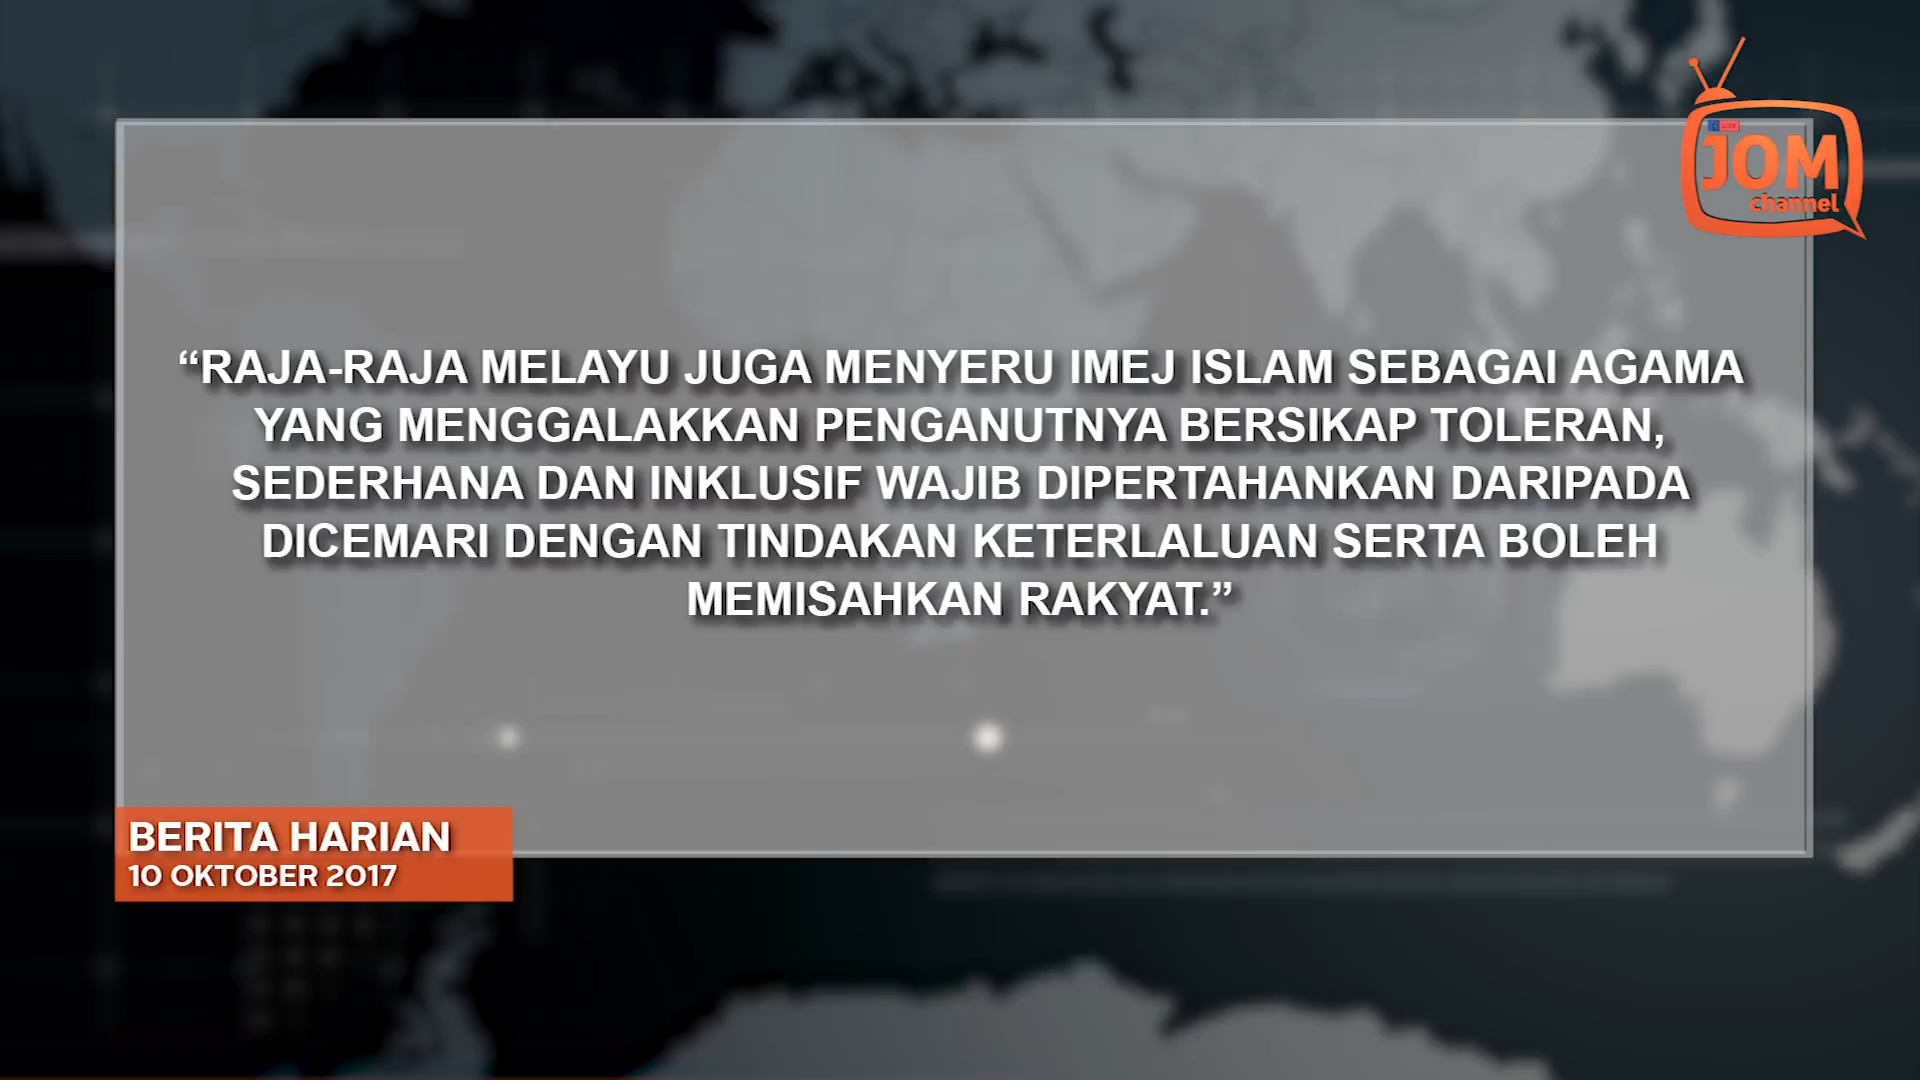 JOM
channel
“RAJA-RAJA MELAYU JUGA MENYERU IMEJ ISLAM SEBAGAI AGAMA
YANG MENGGALAKKAN PENGANUTNYA BERSIKAP TOLERAN,
SEDERHANA DAN INKLUSIF WAJIB DIPERTAHANKAN DARIPADA
DICEMARI DENGAN TINDAKAN KETERLALUAN SERTA BOLEH
MEMISAHKAN RAKYAT.”
BERITA HARIAN
10 OKTOBER 2017